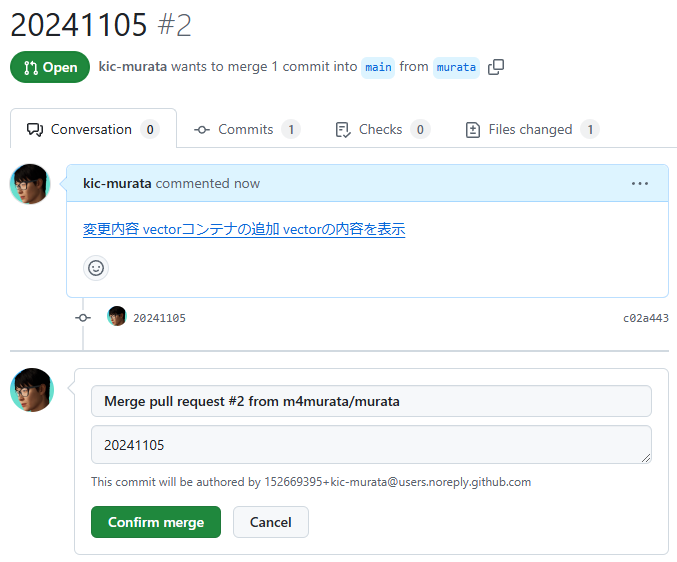 20241105 #2
Open kic-murata wants to merge 1 commit into main from murata
Conversation 0 Commits 1 Checks 0 Files changed 1
kic-murata commented now
変更内容 vectorコンテナの追加 vectorの内容を表示
20241105 c02a443
Merge pull request #2 from m4murata/murata
20241105
This commit will be authored by 152669395+kic-murata@users.noreply.github.com
Confirm merge Cancel